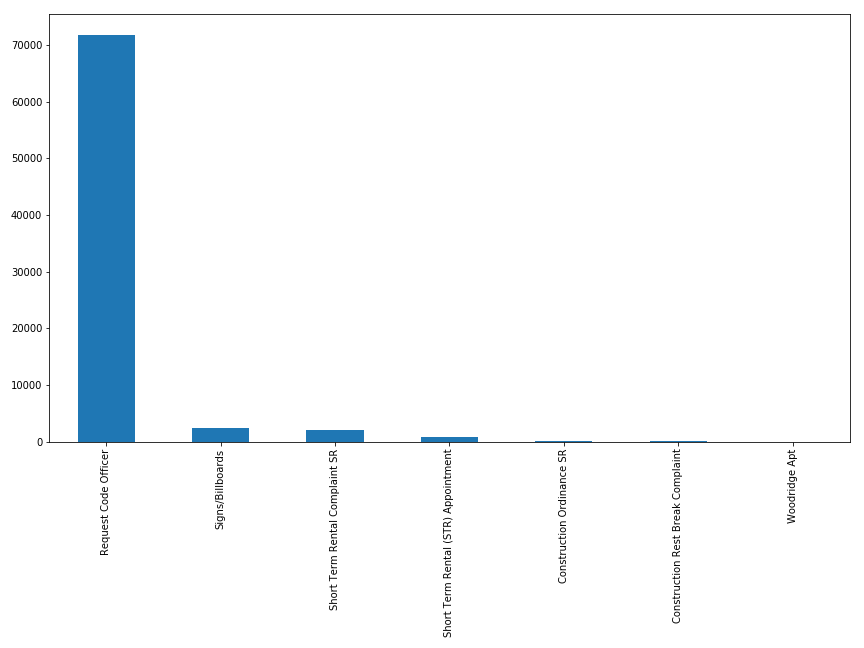 70000
60000
50000
40000
30000
20000
10000
0
Request Code Officer
Signs/Billboards
Short Term Rental Complaint SR
Short Term Rental (STR) Appointment
Construction Ordinance SR
Construction Rest Break Complaint
Woodridge Apt